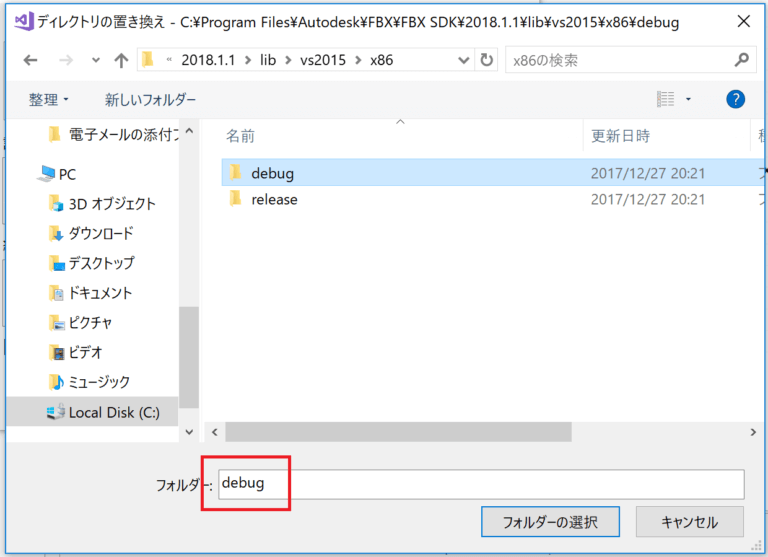 ディレクトリの置き換え - C:¥Program Files¥Autodesk¥FBX¥FBX SDK¥2018.1.1¥lib¥vs2015¥x86¥debug
« 2018.1.1 > lib > vs2015 > x86
x86の検索
整理
新しいフォルダー
電子メールの添付フ
PC
3D オブジェクト
ダウンロード
デスクトップ
ドキュメント
ピクチャ
ビデオ
ミュージック
Local Disk (C:)
名前 更新日時
debug 2017/12/27 20:21
release 2017/12/27 20:21
フォルダー: debug
フォルダーの選択 キャンセル